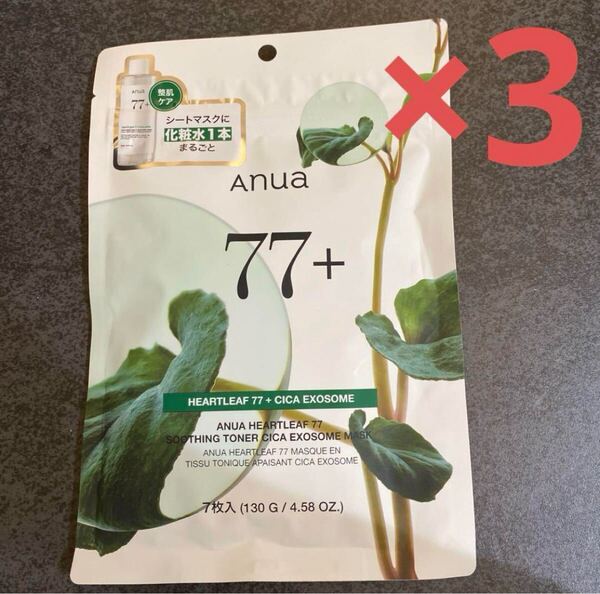 ×3
Anua
77+
整肌
ケア
シートマスクに
化粧水1本
まるごと
Anua
77+
HEARTLEAF 77 + CICA EXOSOME
ANUA HEARTLEAF 77
SOOTHING TONER CICA EXOSOME MASK
ANUA HEARTLEAF 77 MASQUE EN
TISSU TONIQUE APAISANT CICA EXOSOME
7枚入 (130 G / 4.58 OZ.)